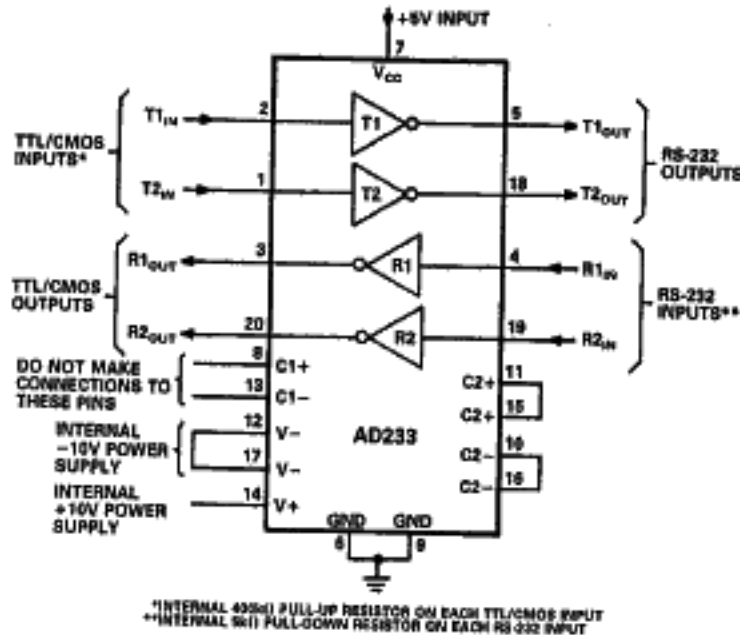 +5V INPUT
7
VCC
TTL/CMOS
INPUTS*
T1IN
2
T1
5
T1OUT
RS-232
OUTPUTS
T2IN
1
T2
18
T2OUT
TTL/CMOS
OUTPUTS
R1OUT
3
R1
4
R1IN
RS-232
INPUTS**
R2OUT
20
R2
19
R2IN
DO NOT MAKE
CONNECTIONS TO
THESE PINS
8
C1+
13
C1-
11
C2+
15
C2+
INTERNAL
-10V POWER
SUPPLY
12
V-
17
V-
AD233
10
C2-
16
C2-
INTERNAL
+10V POWER
SUPPLY
14
V+
GND
GND
6
9
*INTERNAL 400kΩ PULL-UP RESISTOR ON EACH TTL/CMOS INPUT
**INTERNAL 5kΩ PULL-DOWN RESISTOR ON EACH RS-232 INPUT